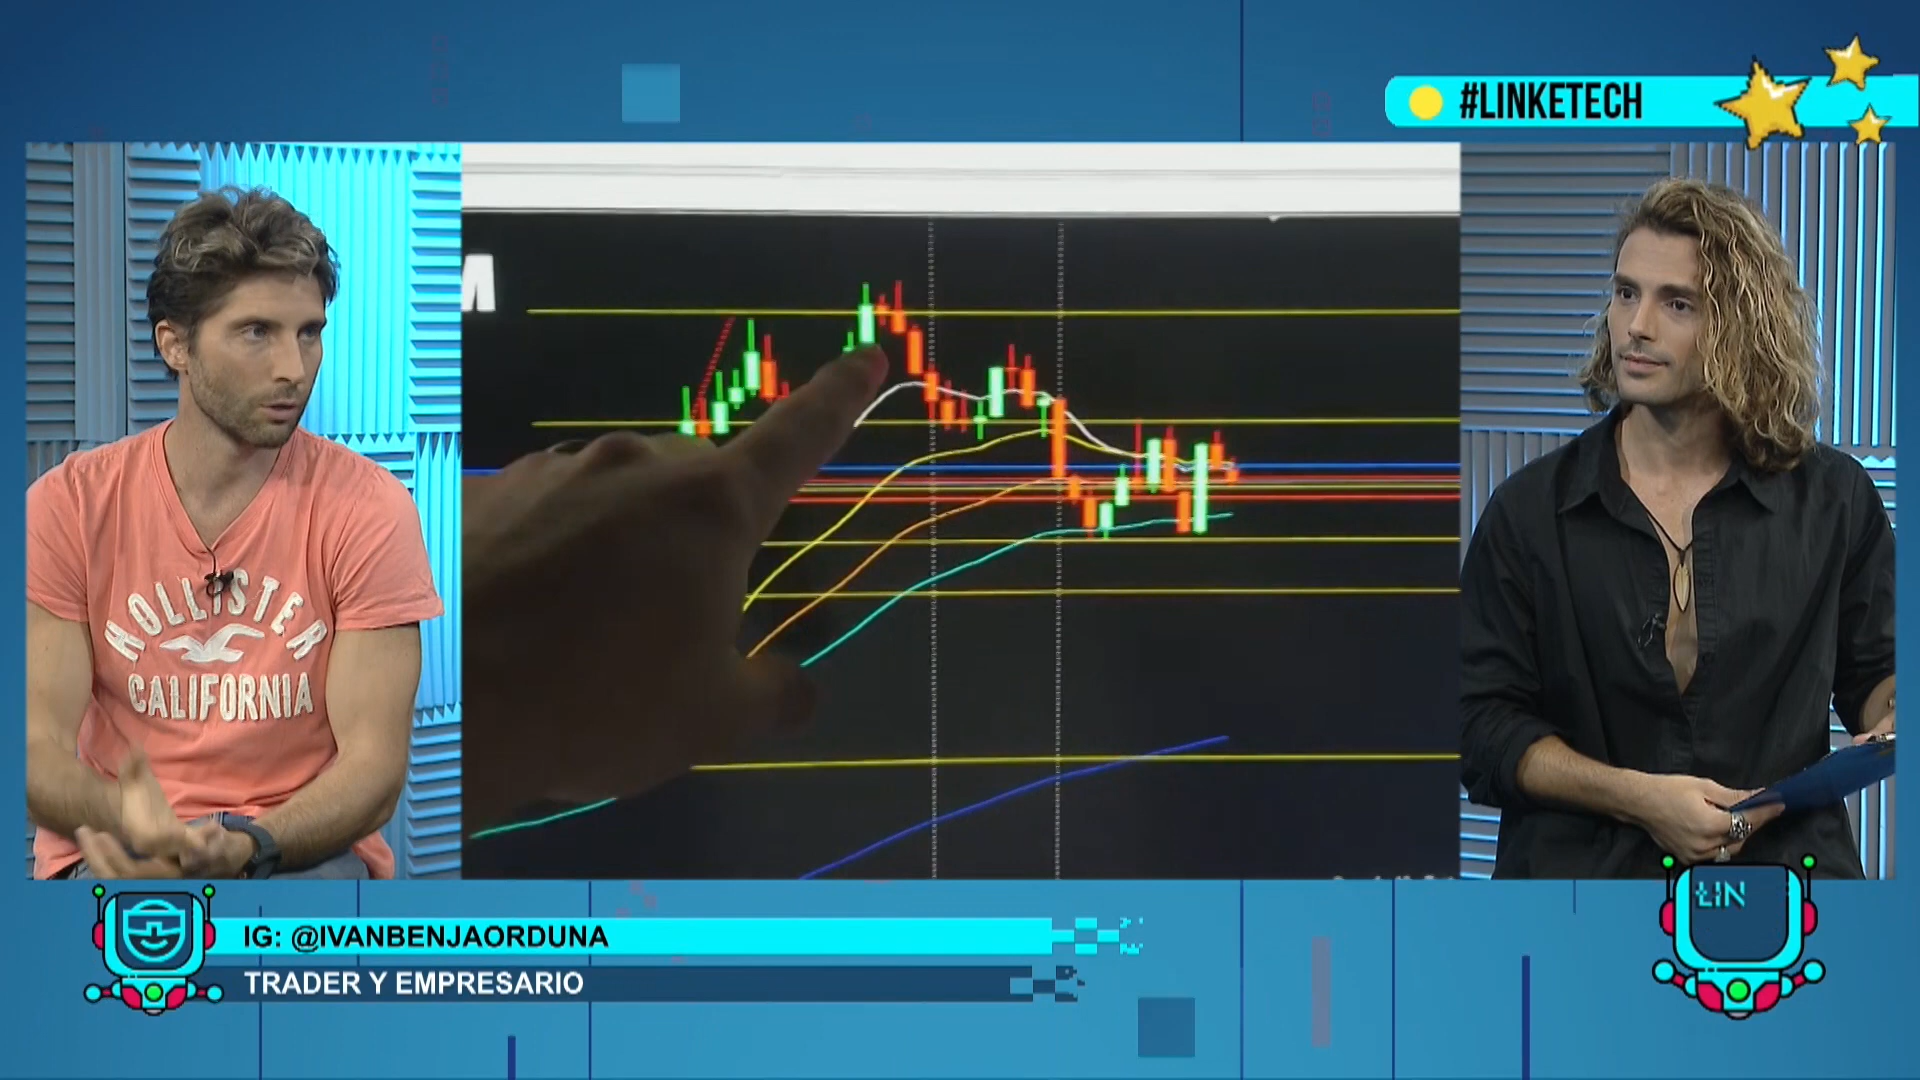 #LINKETECH
M
HOLLISTER
CALIFORNIA
IG: @IVANBENJAORDUNA
TRADER Y EMPRESARIO
LIN